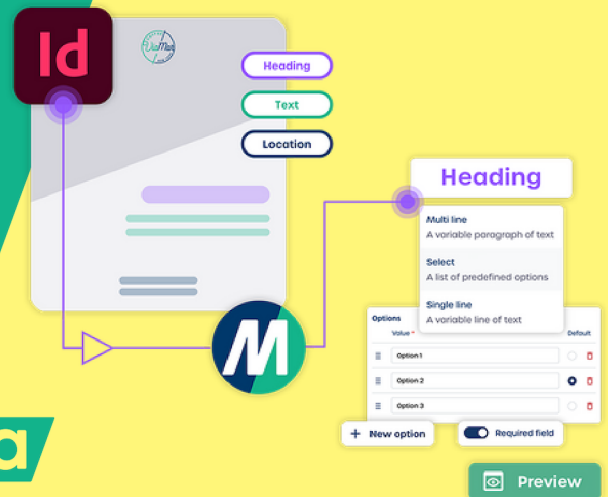 Id
Heading
Text
Location
M
Heading
Multi line
A variable paragraph of text
Select
A list of predefined options
Single line
A variable line of text
Options
Value *
Default
Option 1
Option 2
Option 3
+ New option
Required field
a
Preview